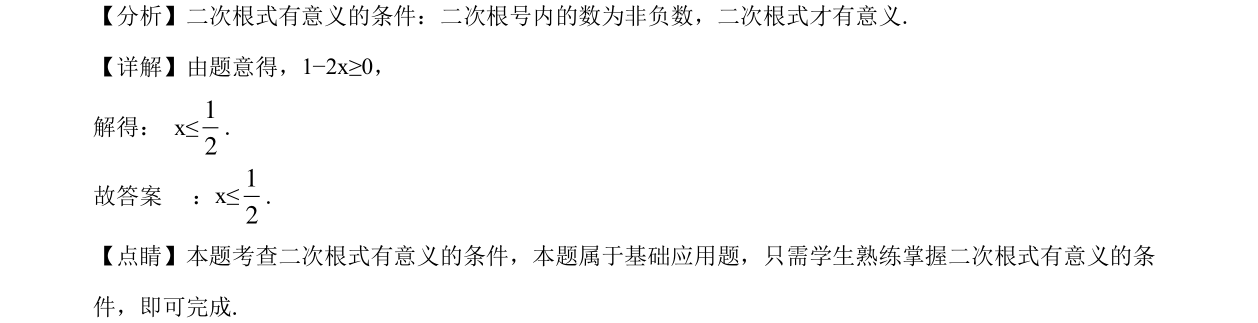 【分析】二次根式有意义的条件：二次根号内的数为非负数，二次根式才有意义.
【详解】由题意得，1−2x≥0，
解得： x≤1/2.
故答案 ：x≤1/2.
【点睛】本题考查二次根式有意义的条件，本题属于基础应用题，只需学生熟练掌握二次根式有意义的条
件，即可完成.